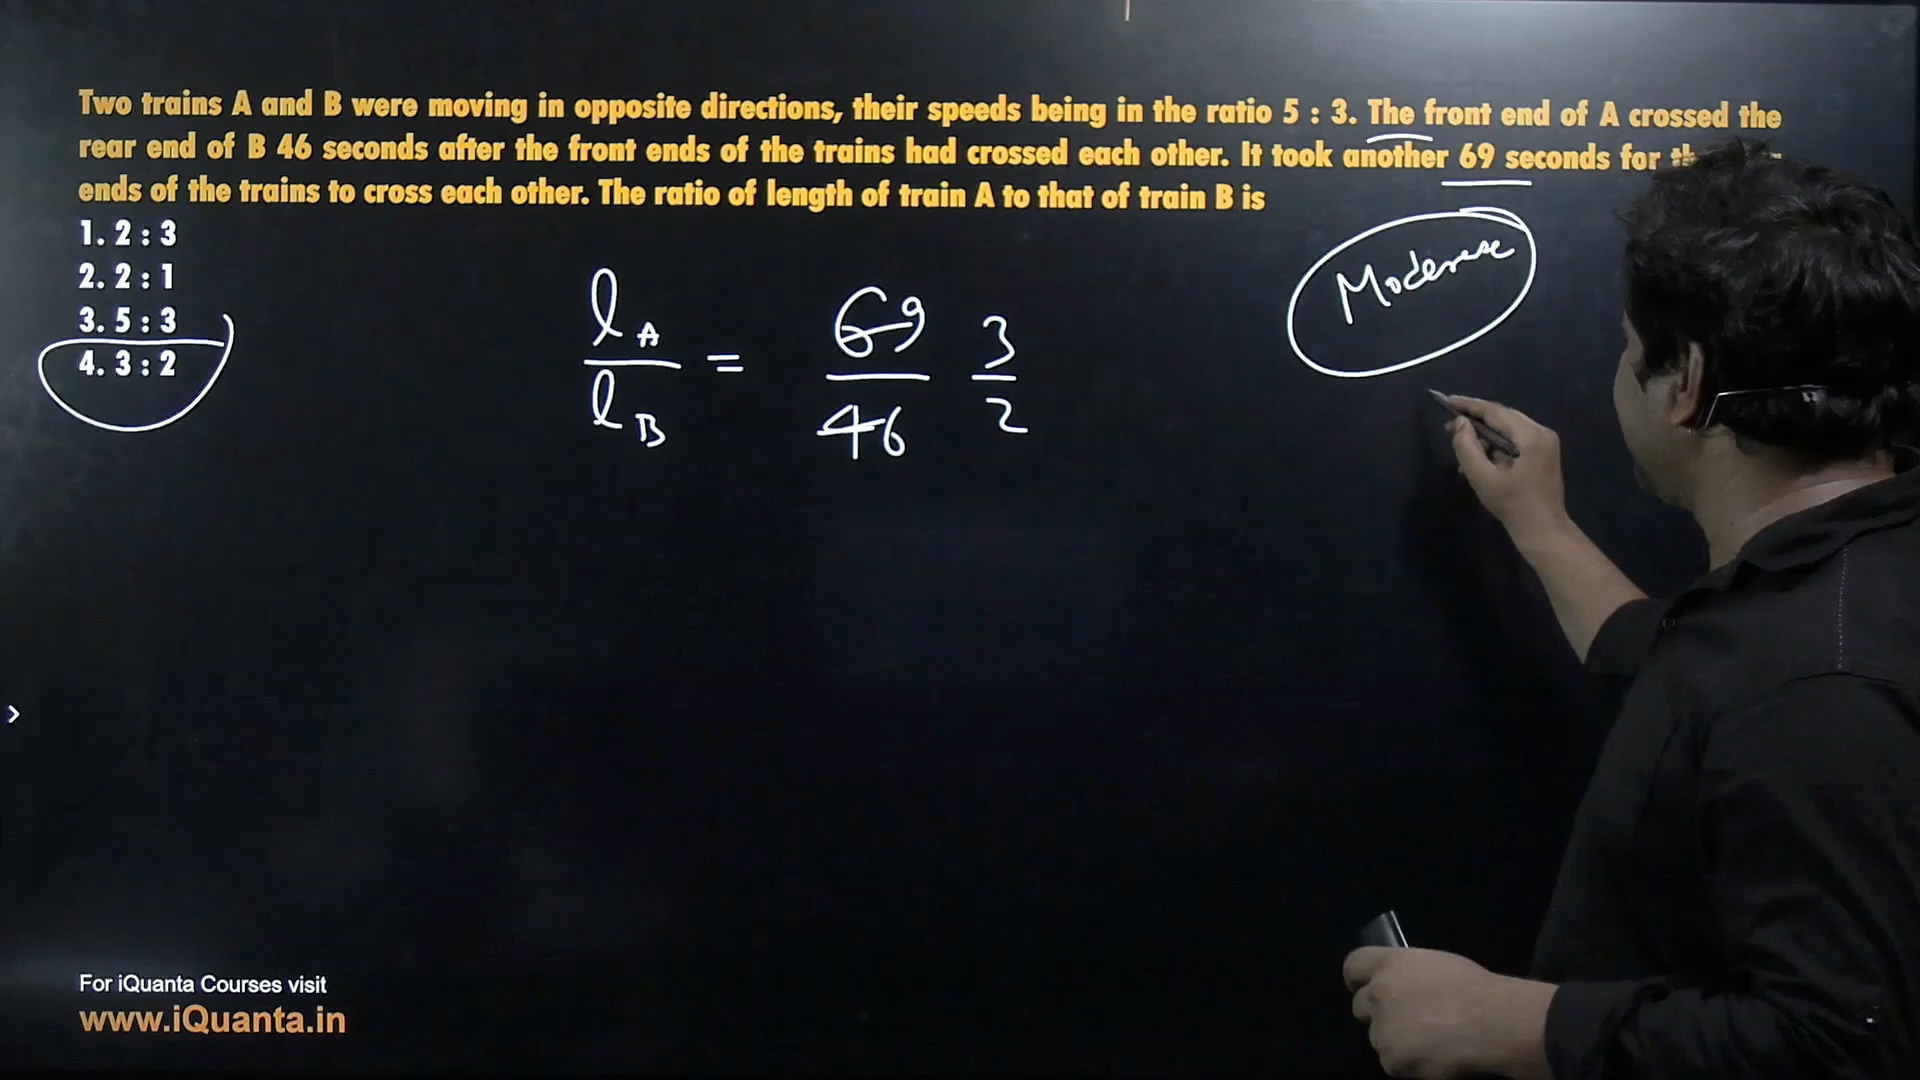 Two trains A and B were moving in opposite directions, their speeds being in the ratio 5 : 3. The front end of A crossed the
rear end of B 46 seconds after the front ends of the trains had crossed each other. It took another 69 seconds for
ends of the trains to cross each other. The ratio of length of train A to that of train B is
1. 2 : 3
2. 2 : 1
3. 5 : 3
4. 3 : 2
l A / l B = 69 / 46 3 / 2
For iQuanta Courses visit
www.iQuanta.in